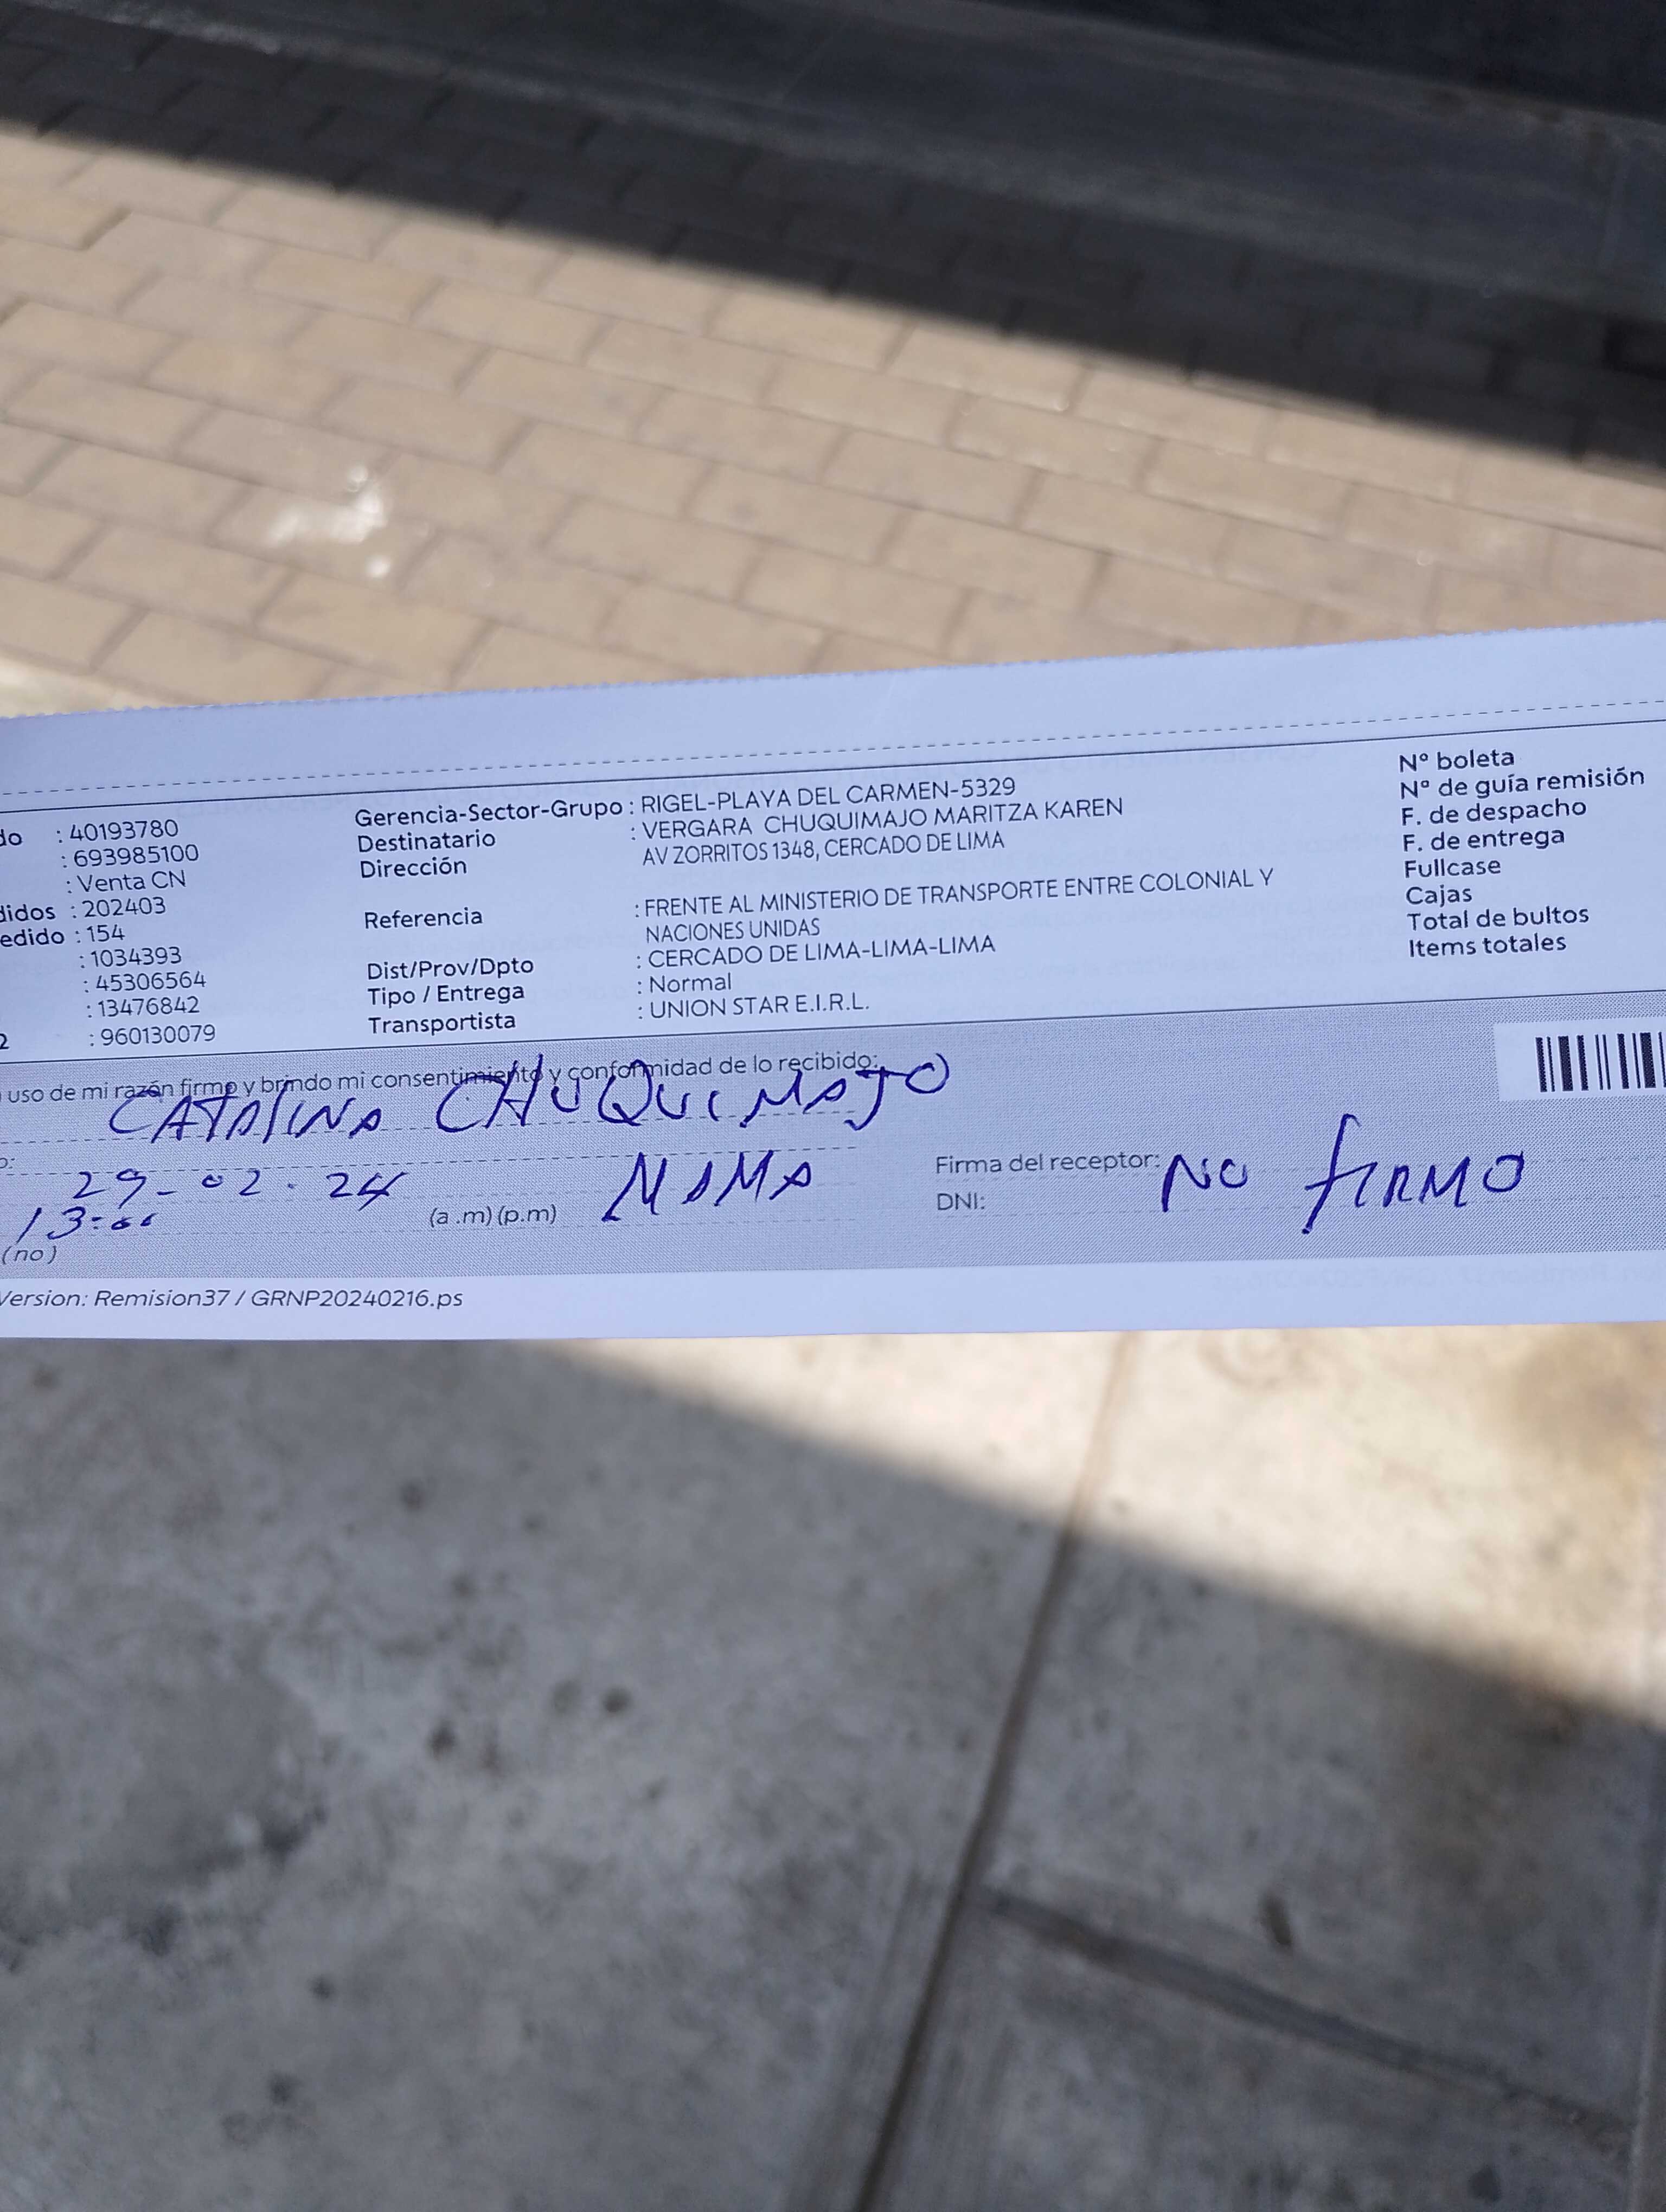 do : 40193780
: 693985100
: Venta CN
didos : 202403
edido : 154
: 1034393
: 45306564
: 13476842
2 : 960130079
Gerencia-Sector-Grupo : RIGEL-PLAYA DEL CARMEN-5329
Destinatario : VERGARA CHUQUIMAJO MARITZA KAREN
Dirección AV ZORRITOS 1348, CERCADO DE LIMA
Referencia : FRENTE AL MINISTERIO DE TRANSPORTE ENTRE COLONIAL Y
NACIONES UNIDAS
Dist/Prov/Dpto : CERCADO DE LIMA-LIMA-LIMA
Tipo / Entrega : Normal
Transportista : UNION STAR E.I.R.L.
Nº boleta
Nº de guía remisión
F. de despacho
F. de entrega
Fullcase
Cajas
Total de bultos
Items totales
uso de mi razón firmo y brindo mi consentimiento y conformidad de lo recibido:
CATALINA CHUQUIMAJO
29-02-24 MAMA
13:00 (a.m) (p.m)
(no)
Firma del receptor: NO FIRMO
DNI:
Version: Remision37 / GRNP20240216.ps